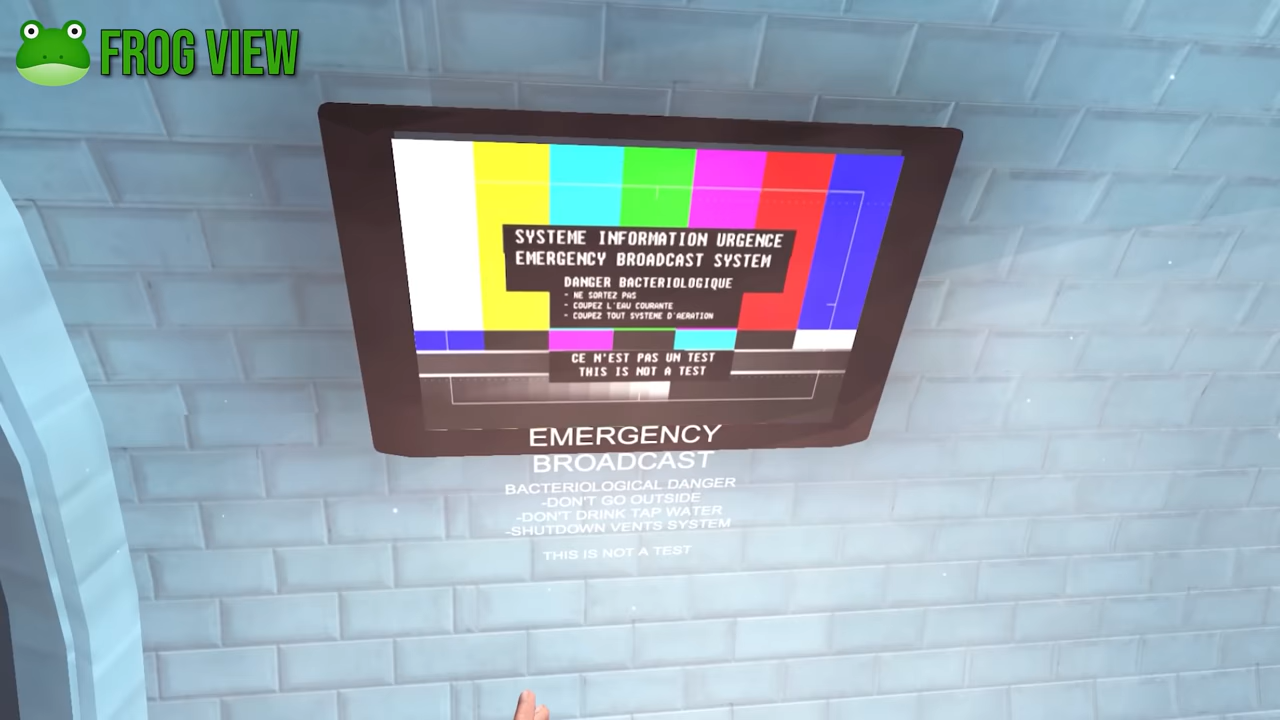 FROG VIEW
SYSTEME INFORMATION URGENCE
EMERGENCY BROADCAST SYSTEM
DANGER BACTERIOLOGIQUE
- NE SORTEZ PAS
- COUPEZ L'EAU COURANTE
- COUPEZ TOUT SYSTEME D'AERATION
CE N'EST PAS UN TEST
THIS IS NOT A TEST
EMERGENCY
BROADCAST
BACTERIOLOGICAL DANGER
-DON'T GO OUTSIDE
-DON'T DRINK TAP WATER
-SHUTDOWN VENTS SYSTEM
THIS IS NOT A TEST